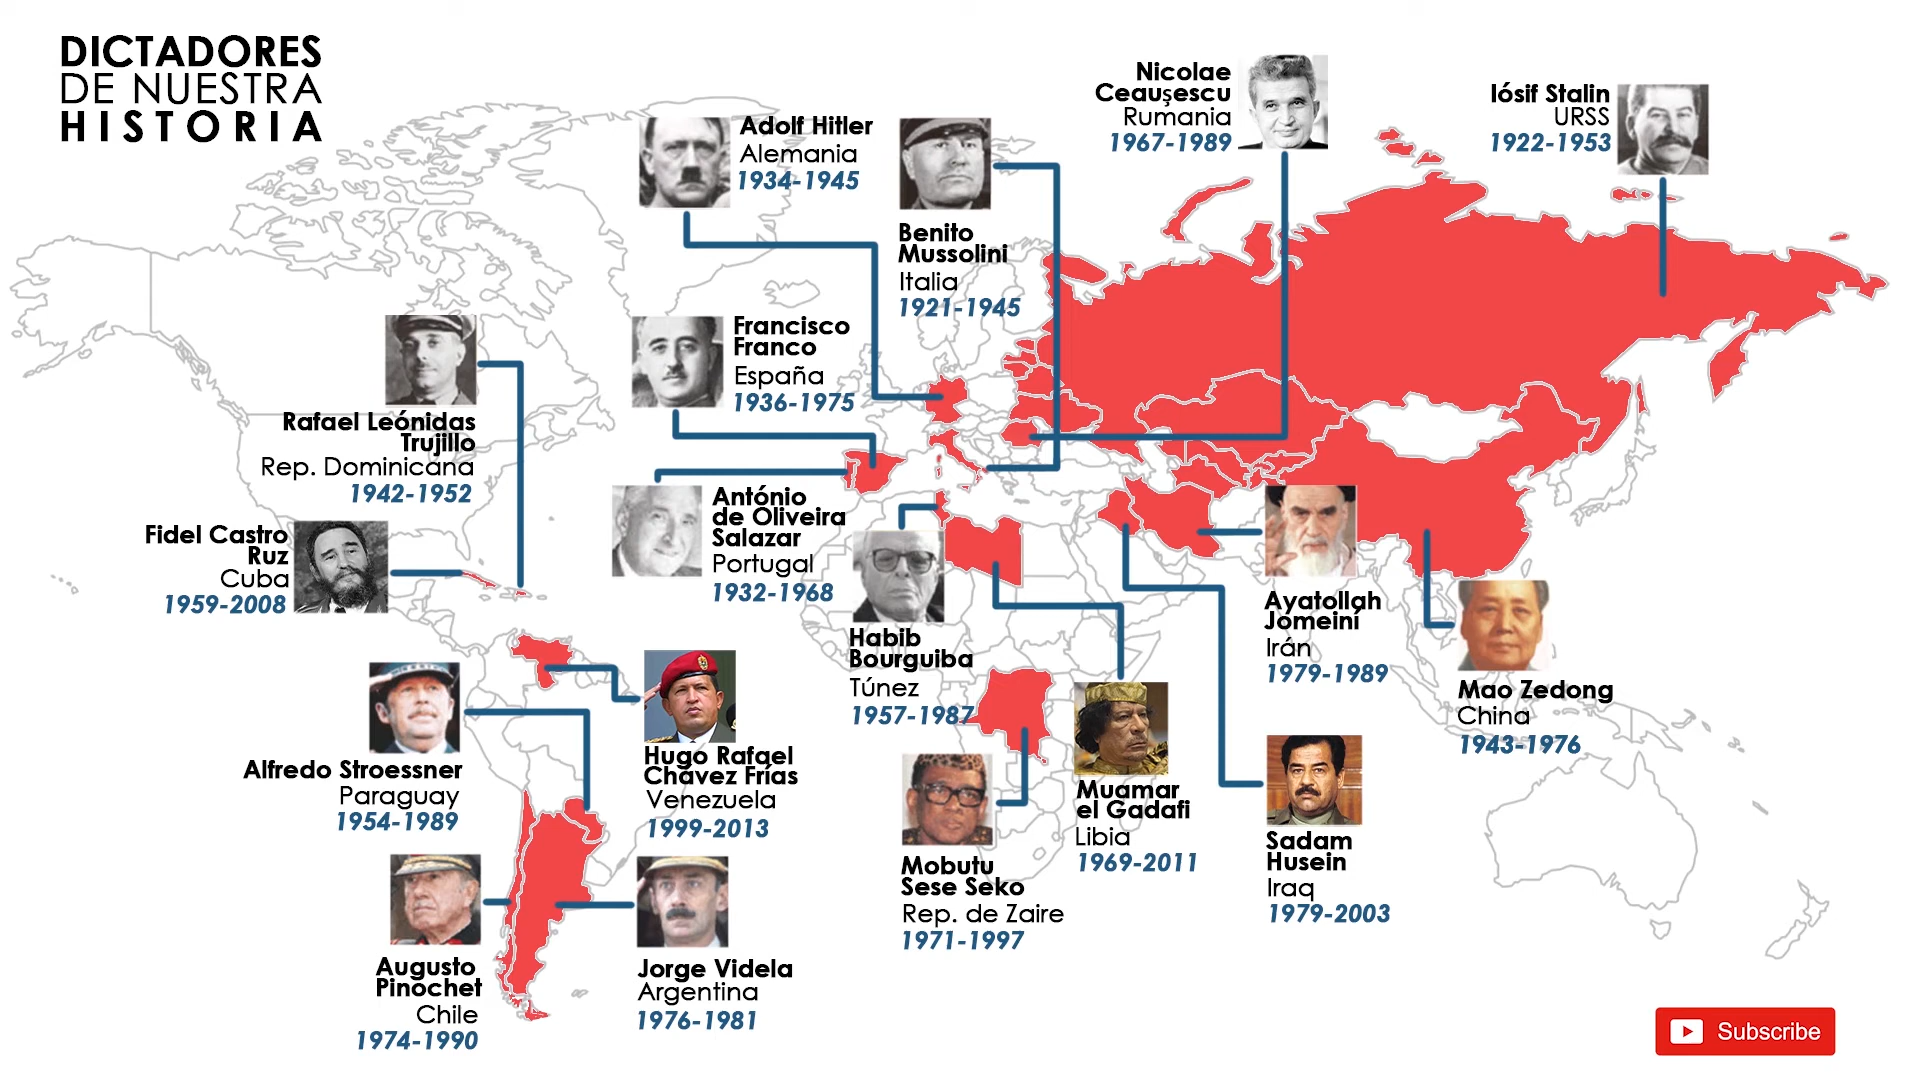 DICTADORES
DE NUESTRA
HISTORIA
Adolf Hitler
Alemania
1934-1945
Benito
Mussolini
Italia
1921-1945
Nicolae
Ceaușescu
Rumania
1967-1989
Iósif Stalin
URSS
1922-1953
Francisco
Franco
España
1936-1975
Rafael Leónidas
Trujillo
Rep. Dominicana
1942-1952
António
de Oliveira
Salazar
Portugal
1932-1968
Fidel Castro
Ruz
Cuba
1959-2008
Habib
Bourguiba
Túnez
1957-1987
Ayatollah
Jomeini
Irán
1979-1989
Mao Zedong
China
1943-1976
Alfredo Stroessner
Paraguay
1954-1989
Hugo Rafael
Chávez Frías
Venezuela
1999-2013
Muamar
el Gadafi
Libia
1969-2011
Sadam
Husein
Iraq
1979-2003
Mobutu
Sese Seko
Rep. de Zaire
1971-1997
Augusto
Pinochet
Chile
1974-1990
Jorge Videla
Argentina
1976-1981
Subscribe